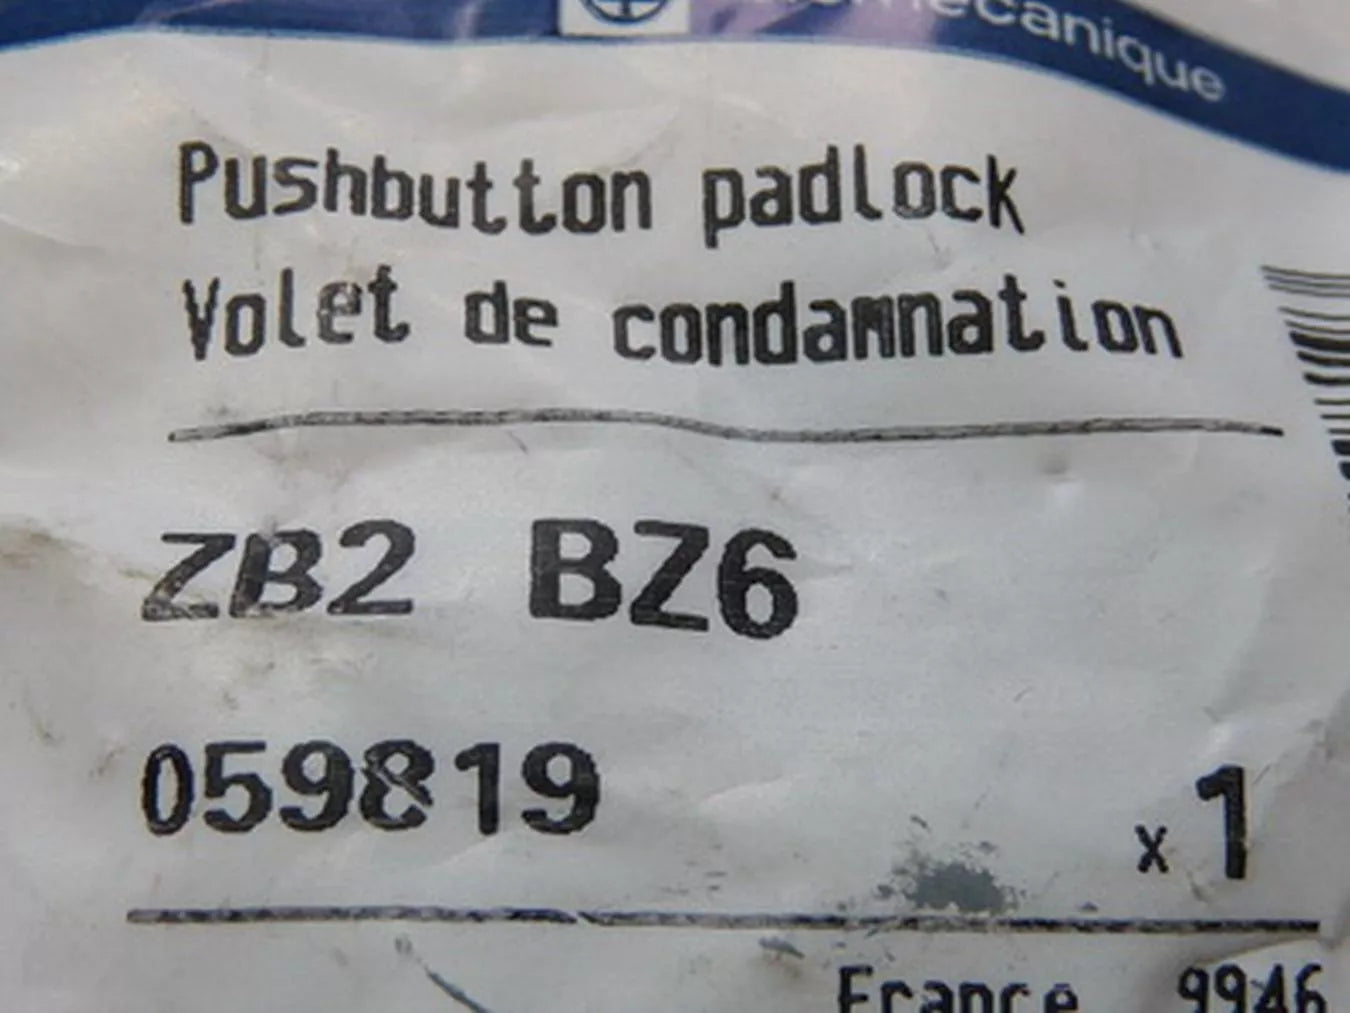 Pushbutton padlock
Volet de condamnation
ZB2 BZ6
059819
x 1
France 9946